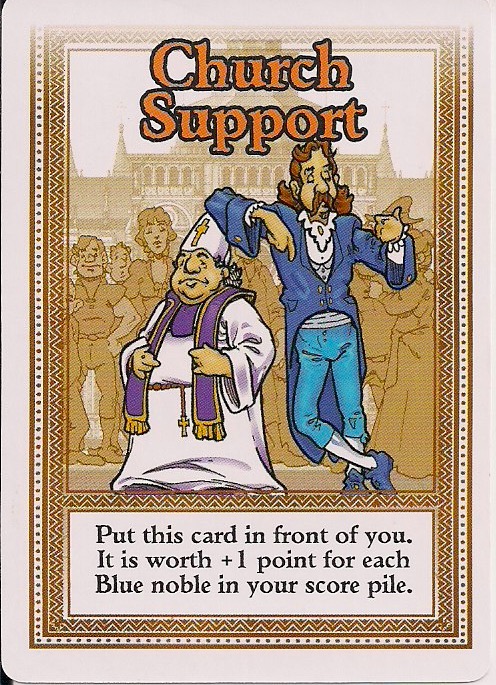 Church
Support
Put this card in front of you.
It is worth +1 point for each
Blue noble in your score pile.